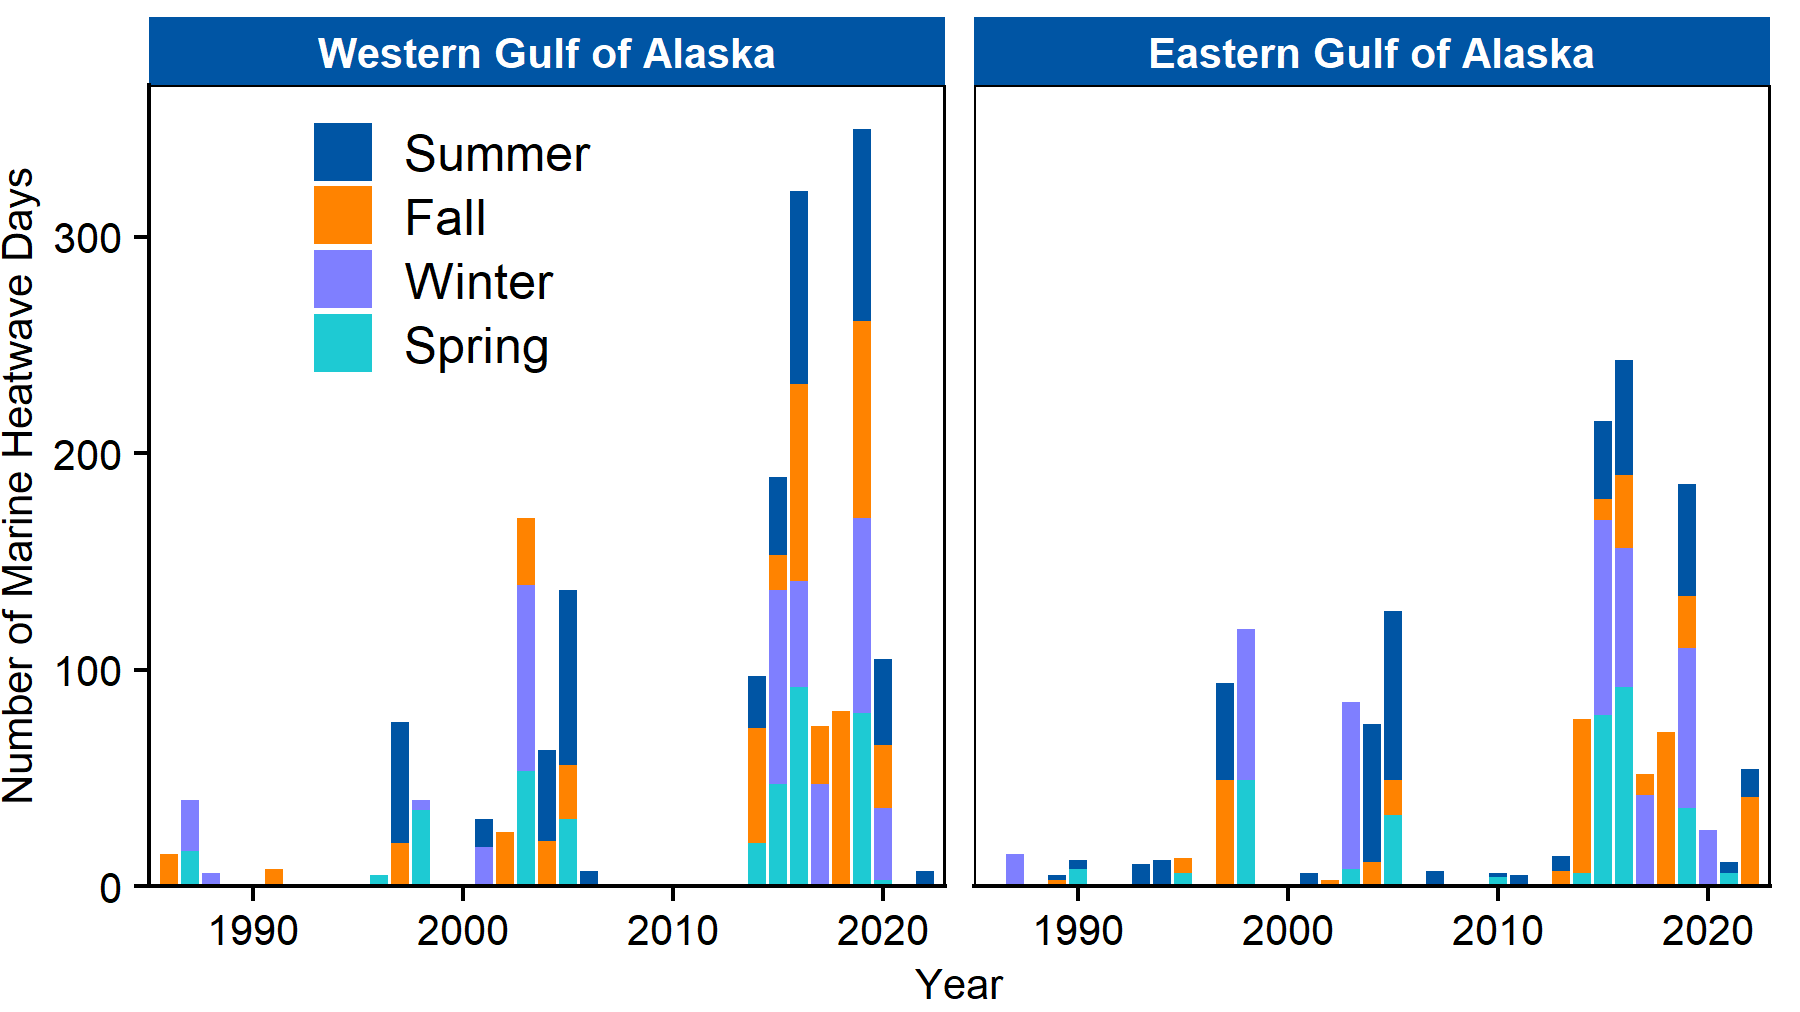 Western Gulf of Alaska
Eastern Gulf of Alaska
Number of Marine Heatwave Days
300
200
100
0
Summer
Fall
Winter
Spring
1990
2000
2010
2020
1990
2000
2010
2020
Year